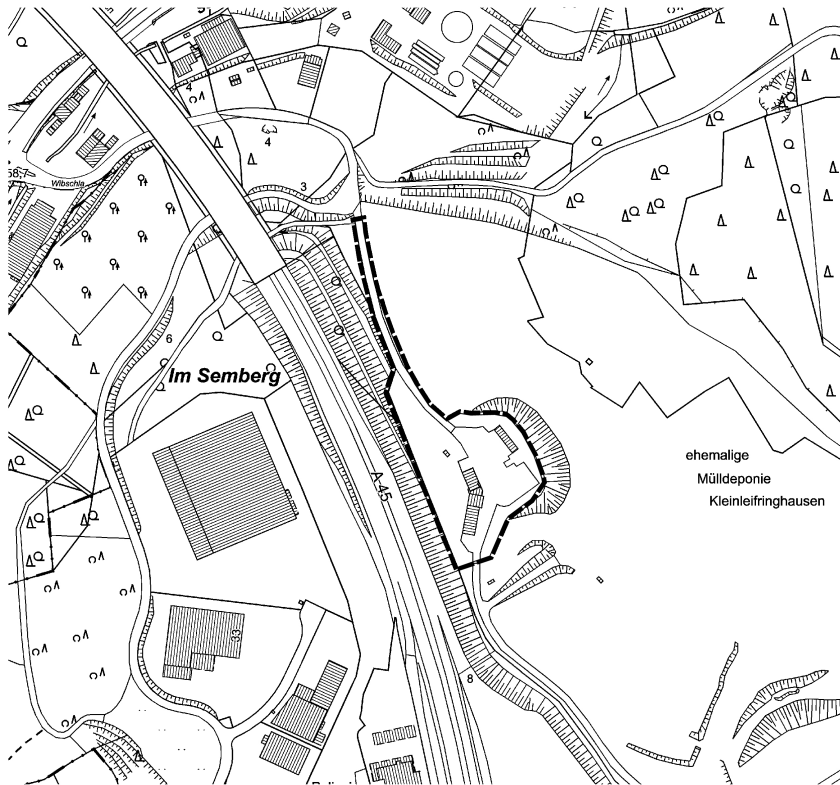 4
4
3
58,7
Wibschla
6
Im Semberg
A-45
ehemalige
Mülldeponie
Kleinleifringhausen
33
8